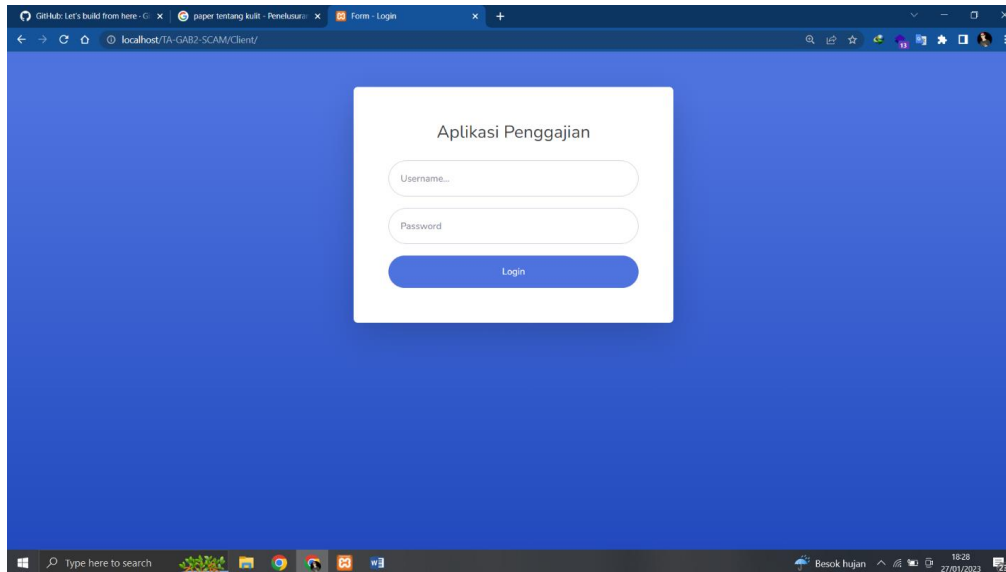 GitHub: Let's build from here · G
paper tentang kulit - Penelusuran
Form - Login
localhost/TA-GAB2-SCAM/Client/
13
Aplikasi Penggajian
Username...
Password
Login
Type here to search
Besok hujan
18:28
27/01/2023